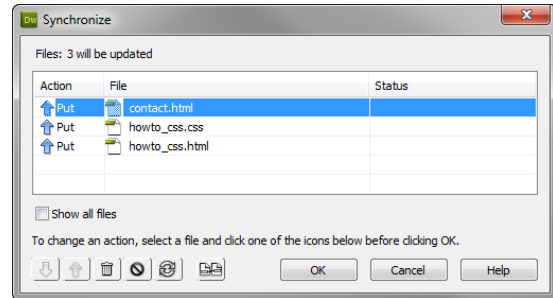 Dw Synchronize
Files: 3 will be updated
Action File Status
Put contact.html
Put howto_css.css
Put howto_css.html
Show all files
To change an action, select a file and click one of the icons below before clicking OK.
OK Cancel Help